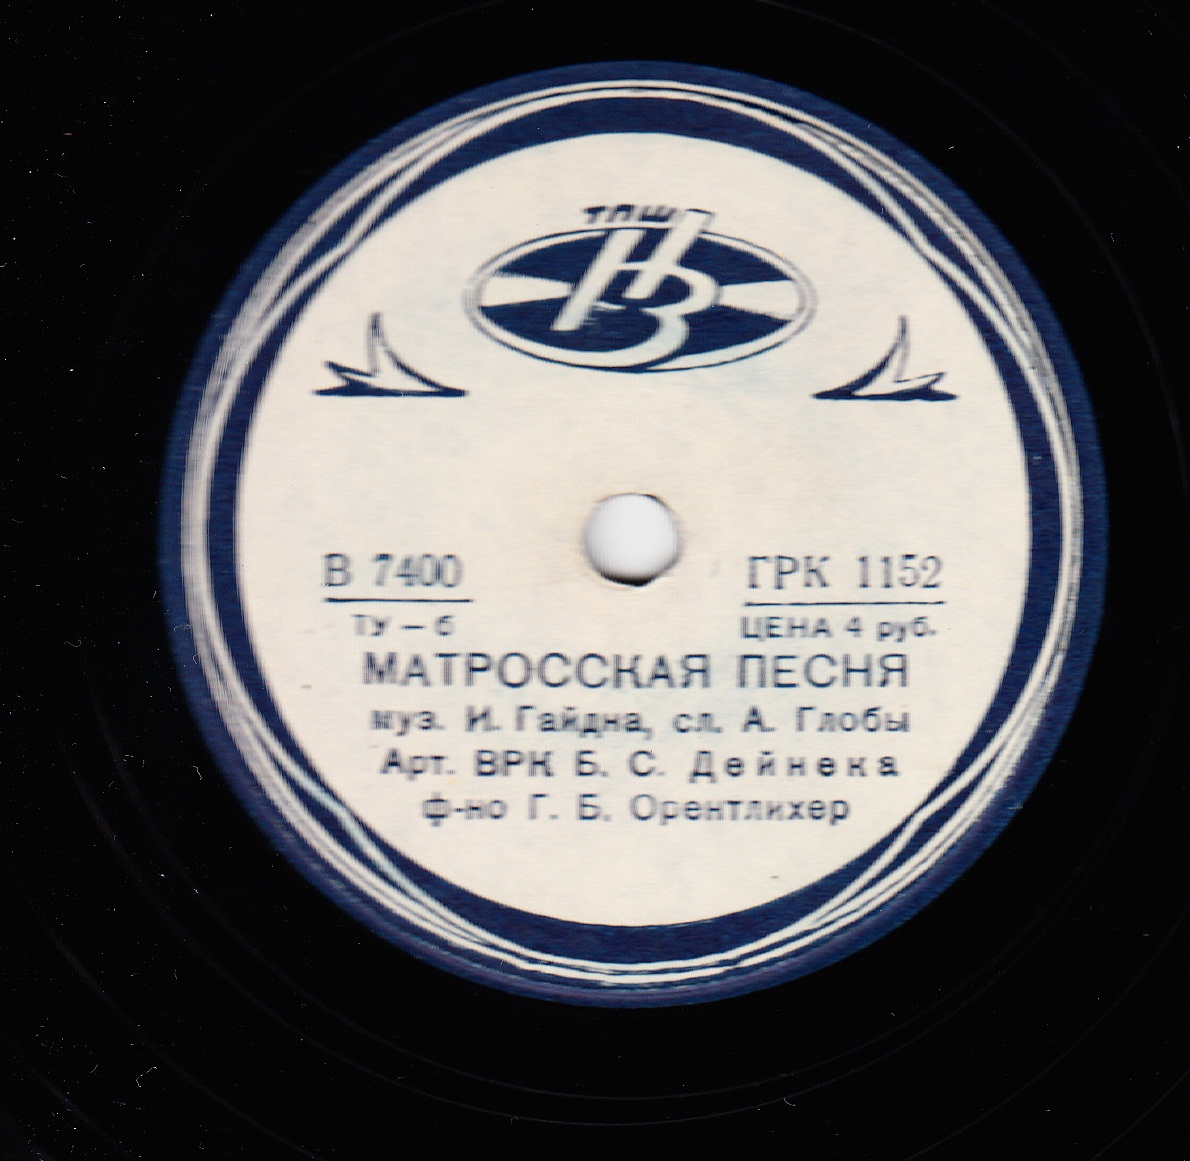 ТАШ
НЗ
В 7400 ГРК 1152
ТУ — б ЦЕНА 4 руб.
МАТРОССКАЯ ПЕСНЯ
муз. И. Гайдна, сл. А. Глобы
Арт. ВРК Б. С. Дейнека
ф-но Г. Б. Орентлихер